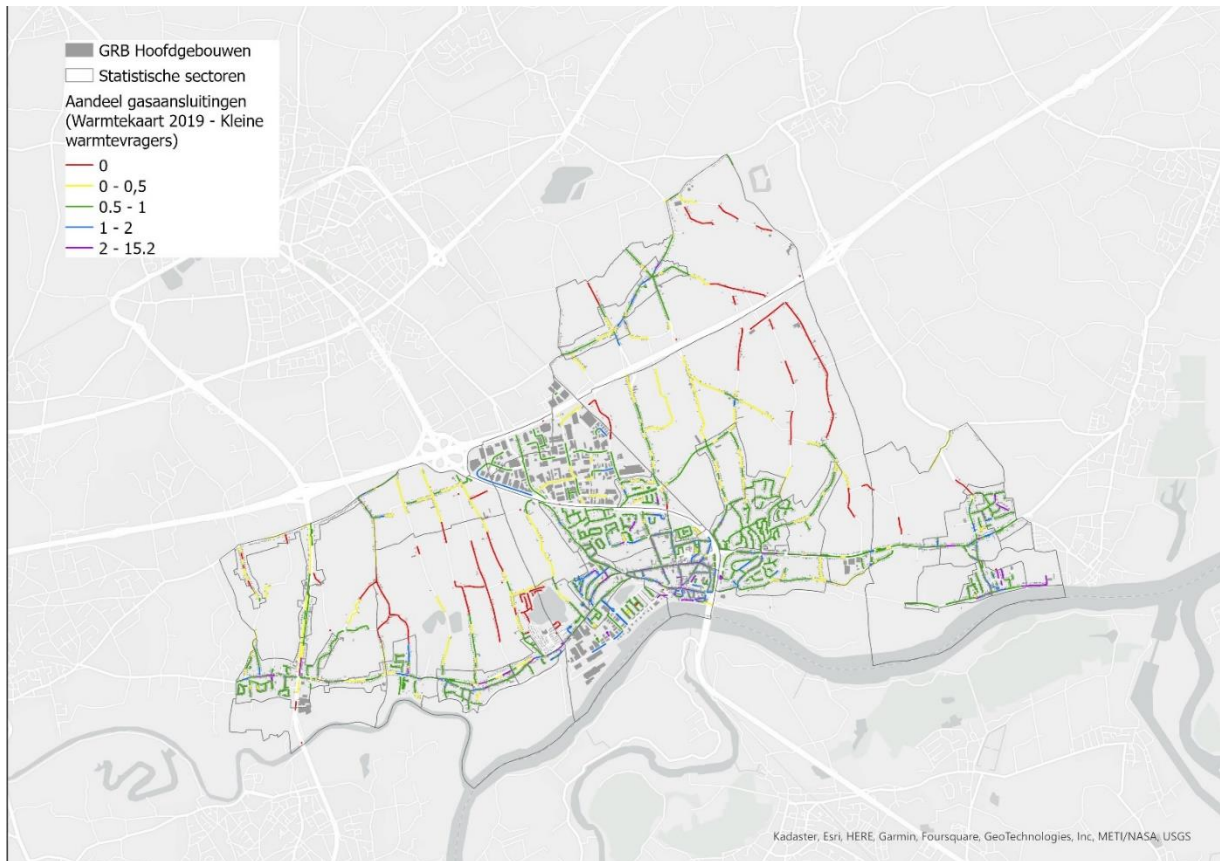 GRB Hoofdgebouwen
Statistische sectoren
Aandeel gasaansluitingen
(Warmtekaart 2019 - Kleine
warmtevragers)
0
0 - 0,5
0.5 - 1
1 - 2
2 - 15.2
Kadaster, Esri, HERE, Garmin, Foursquare, GeoTechnologies, Inc, METI/NASA, USGS